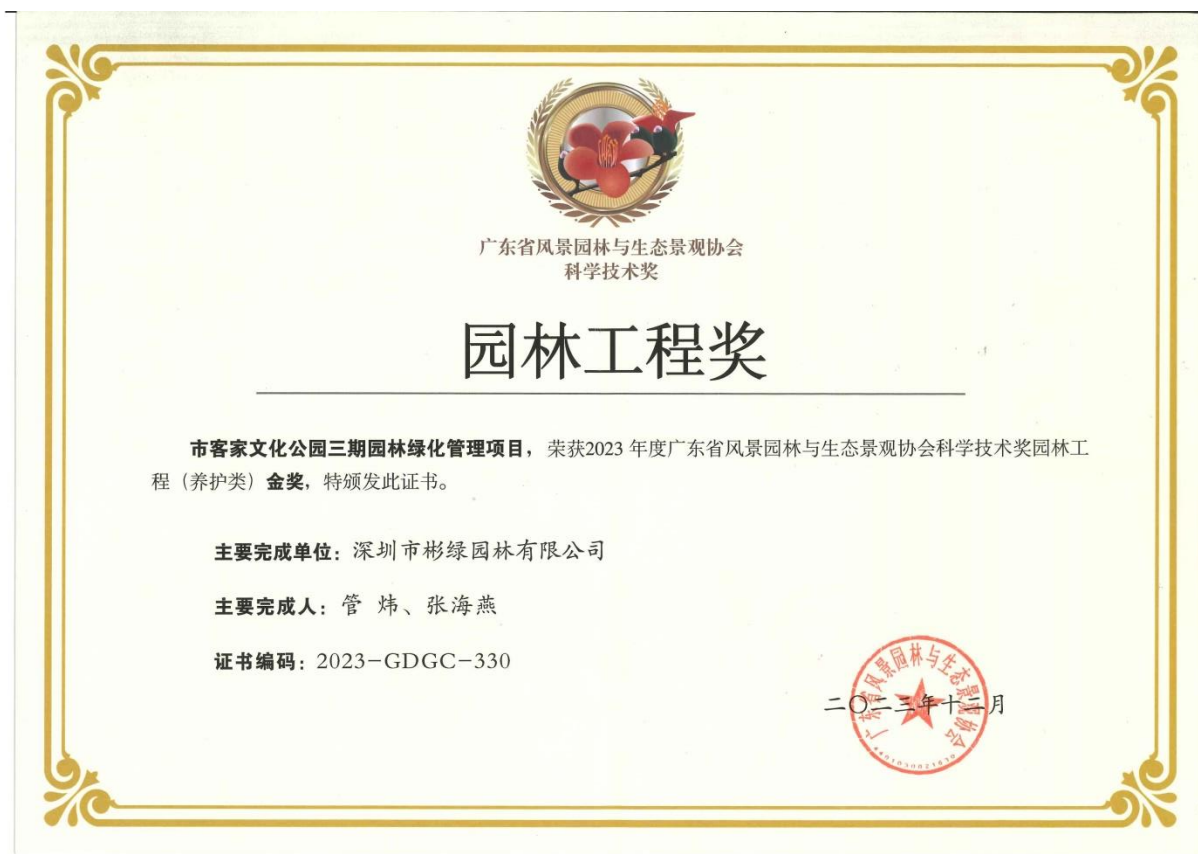 广东省风景园林与生态景观协会
科学技术奖
园林工程奖
市客家文化公园三期园林绿化管理项目，荣获2023 年度广东省风景园林与生态景观协会科学技术奖园林工
程（养护类）金奖，特颁发此证书。
主要完成单位：深圳市彬绿园林有限公司
主要完成人：管 炜、张海燕
证书编码：2023-GDGC-330
二〇二三年十二月
广东省风景园林与生态景观协会